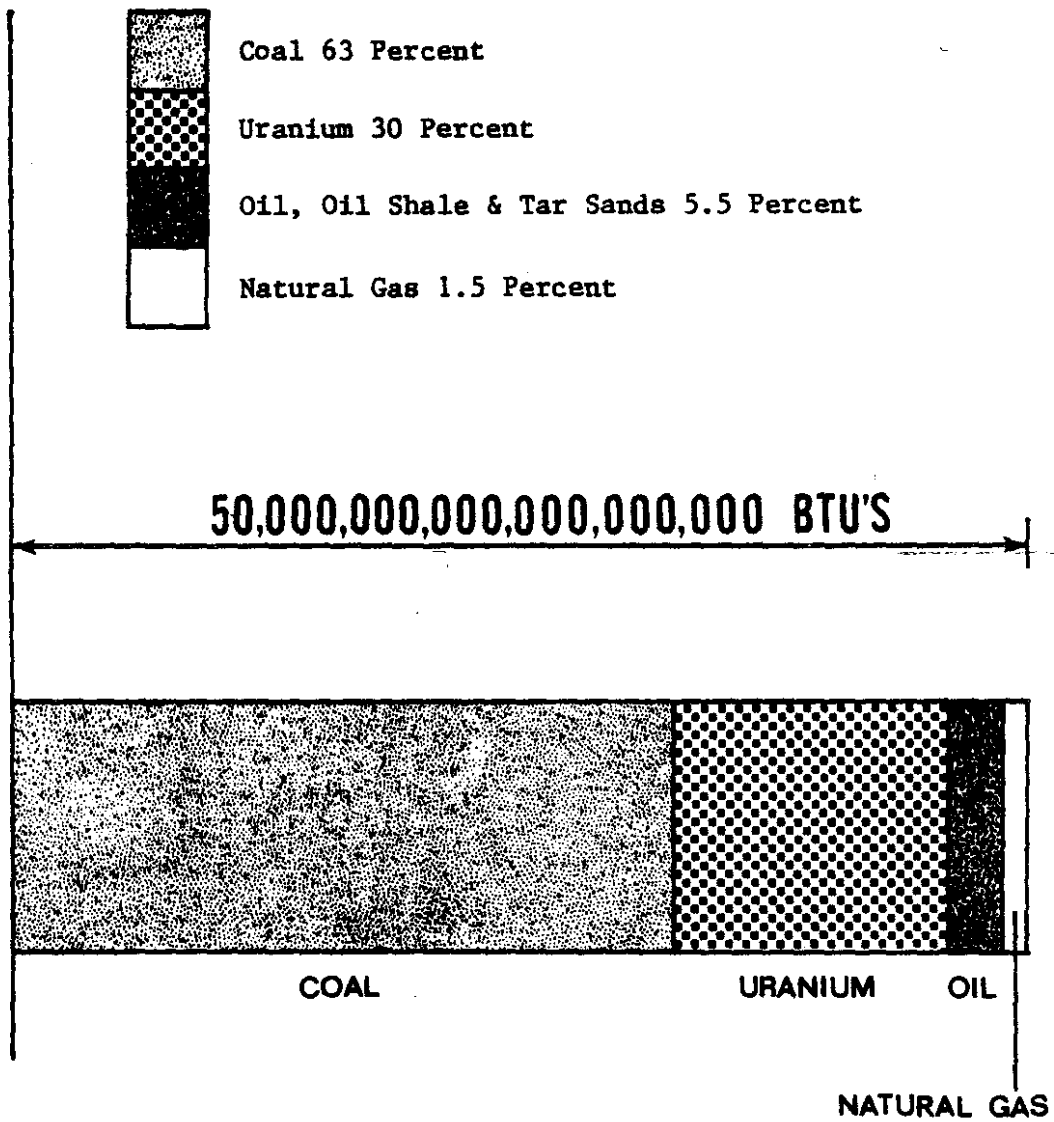 Coal 63 Percent
Uranium 30 Percent
Oil, Oil Shale & Tar Sands 5.5 Percent
Natural Gas 1.5 Percent
50,000,000,000,000,000,000 BTU'S
COAL
URANIUM
OIL
NATURAL GAS